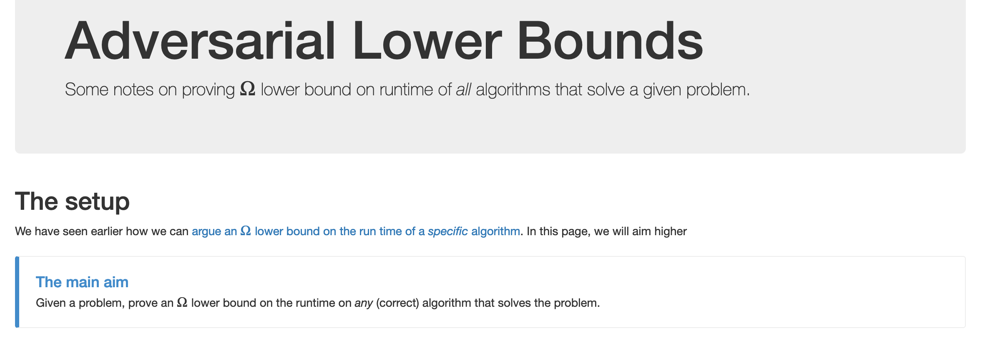 Adversarial Lower Bounds
Some notes on proving Ω lower bound on runtime of all algorithms that solve a given problem.
The setup
We have seen earlier how we can argue an Ω lower bound on the run time of a specific algorithm. In this page, we will aim higher
The main aim
Given a problem, prove an Ω lower bound on the runtime on any (correct) algorithm that solves the problem.